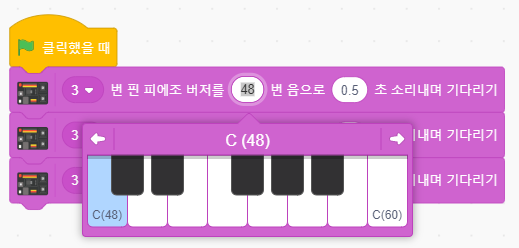 클릭했을 때
3 번 핀 피에조 버저를 48 번 음으로 0.5 초 소리내며 기다리기
3 내며 기다리기
C (48)
3 내며 기다리기
C(48) C(60)